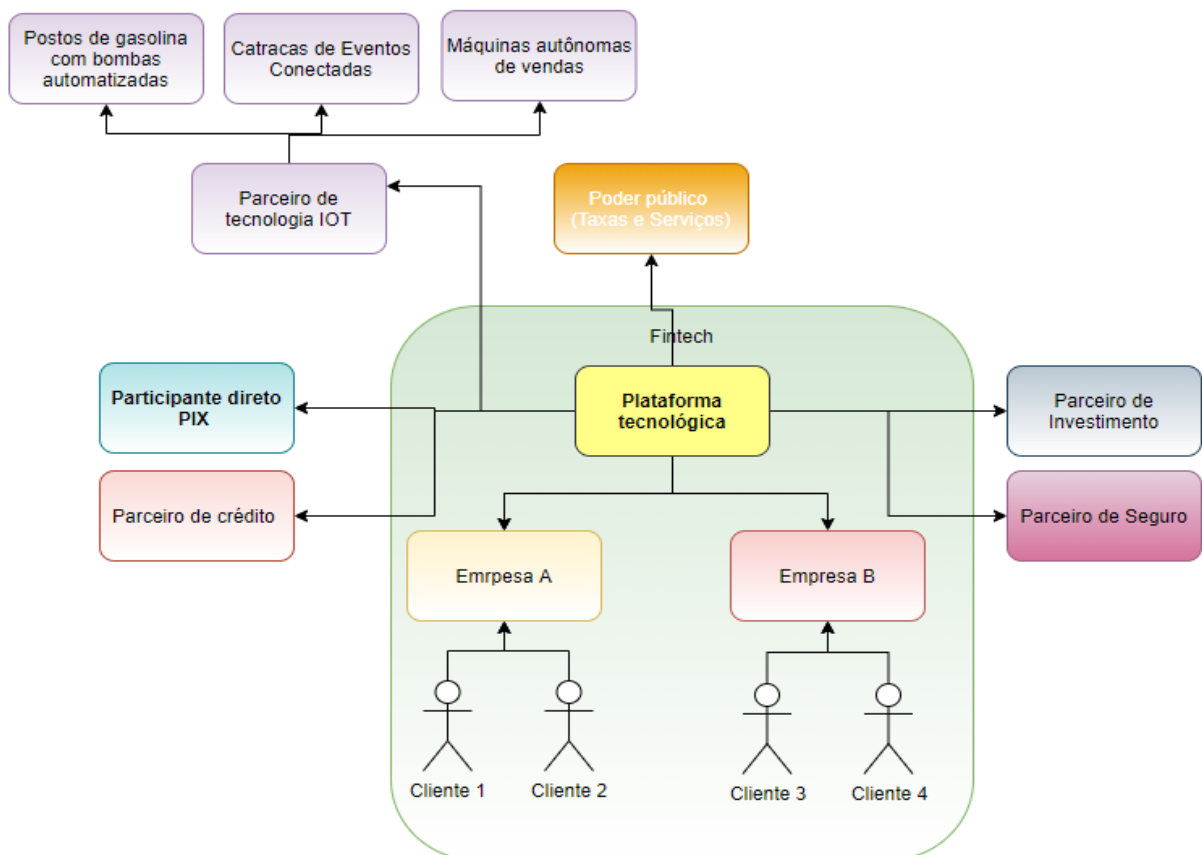 Postos de gasolina
com bombas
automatizadas
Catracas de Eventos
Conectadas
Máquinas autônomas
de vendas
Parceiro de
tecnologia IOT
Poder público
(Taxas e Serviços)
Fintech
Participante direto
PIX
Plataforma
tecnológica
Parceiro de
Investimento
Parceiro de crédito
Parceiro de Seguro
Emrpesa A
Empresa B
Cliente 1
Cliente 2
Cliente 3
Cliente 4